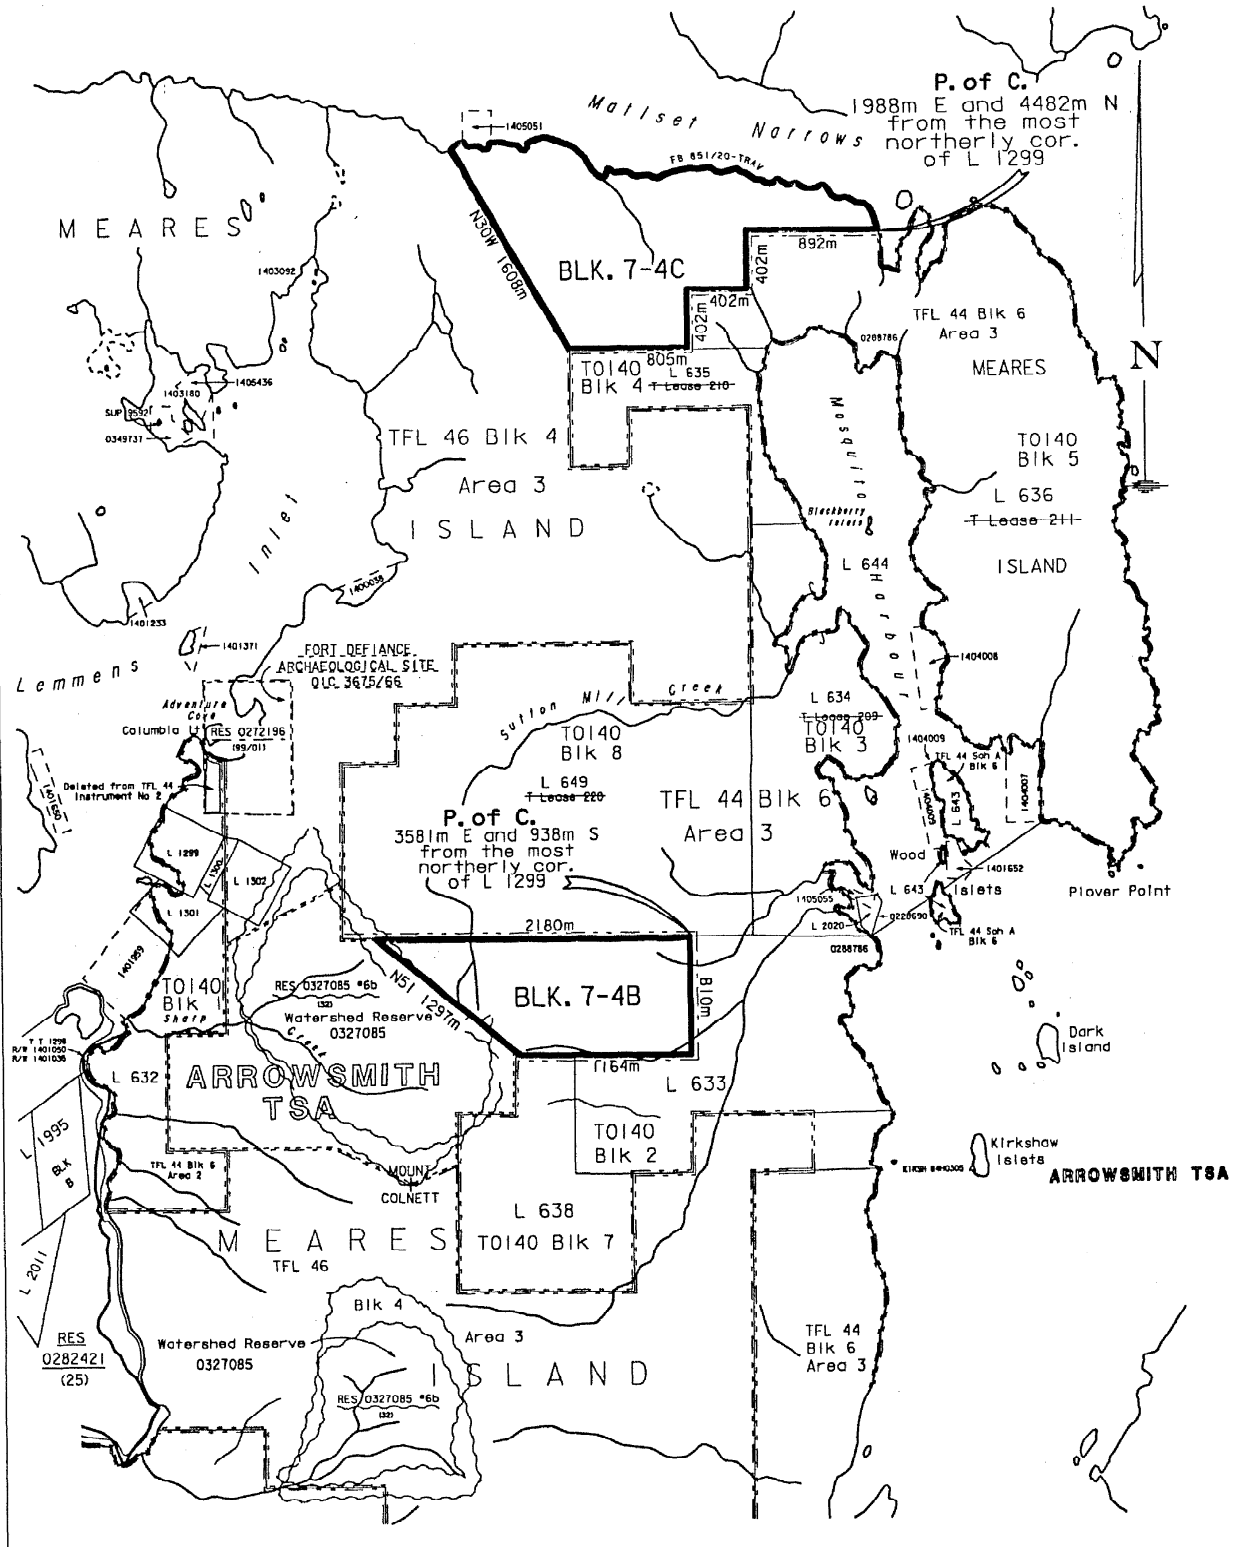 P. of C.
1988m E and 4482m N
from the most
northerly cor.
of L 1299
Matlset Narrows
1405051
FB 851/20-TRAV
MEARES
N30W 1608m
BLK. 7-4C
892m
402m
402m
402m
805m
1403092
TFL 44 Blk 6
Area 3
0288786
MEARES
N
T0140
Blk 4
L 635
T Lease 210
1405436
1403180
SUP 9592
0349737
TFL 46 Blk 4
Area 3
ISLAND
Mosquito
Harbour
T0140
Blk 5
L 636
T Lease 211
ISLAND
Blackberry
Islets
L 644
Inlet
1400038
1401233
1401371
Lemmens
FORT DEFIANCE
ARCHAEOLOGICAL SITE
OLC 3675/66
1404008
Adventure
Cove
Columbia Lt
RES 0272196
(99/01)
Sutton Mill Creek
T0140
Blk 8
L 649
T Lease 220
L 634
T Lease 209
T0140
Blk 3
1404009
TFL 44 Sch A
Blk 6
L 643
1404007
Deleted from TFL 44
Instrument No 2
P. of C.
3581m E and 938m S
from the most
northerly cor.
of L 1299
TFL 44 Blk 6
Area 3
L 1299
L 1300
L 1302
L 1301
1401959
Wood
Islets
1401652
L 643
Plover Point
1405055
L 2020
0220690
0288786
TFL 44 Sch A
Blk 6
2180m
N51 1297m
BLK. 7-4B
810m
1164m
T0140
Blk
Sharp
Creek
RES 0327085 #6b
(32)
Watershed Reserve
0327085
R/W 1401050
R/W 1401036
L 632
ARROWSMITH
TSA
L 633
Dark
Island
L 1995
BLK
B
TFL 44 Blk 6
Area 2
MOUNT
COLNETT
T0140
Blk 2
Kirkshaw
Islets
ARROWSMITH TSA
L 2011
MEARES
TFL 46
L 638
T0140 Blk 7
Blk 4
Area 3
RES
0282421
(25)
Watershed Reserve
0327085
ISLAND
RES 0327085 #6b
(32)
TFL 44
Blk 6
Area 3